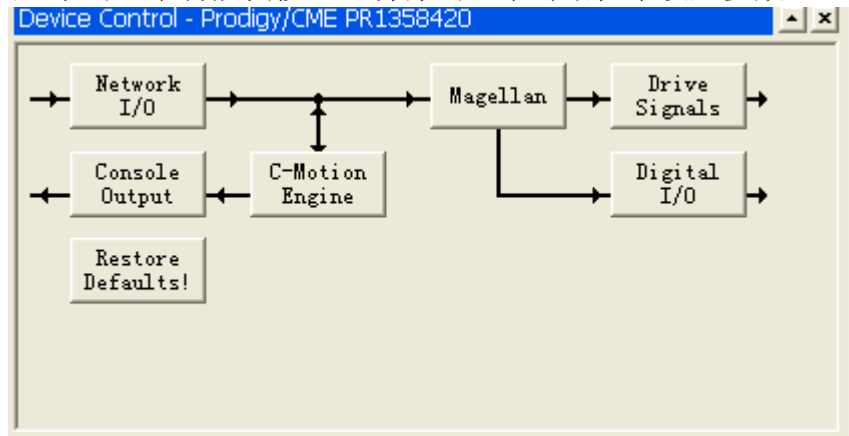 Device Control - Prodigy/CME PR1358420
Network
I/O
Magellan
Drive
Signals
Console
Output
C-Motion
Engine
Digital
I/O
Restore
Defaults!